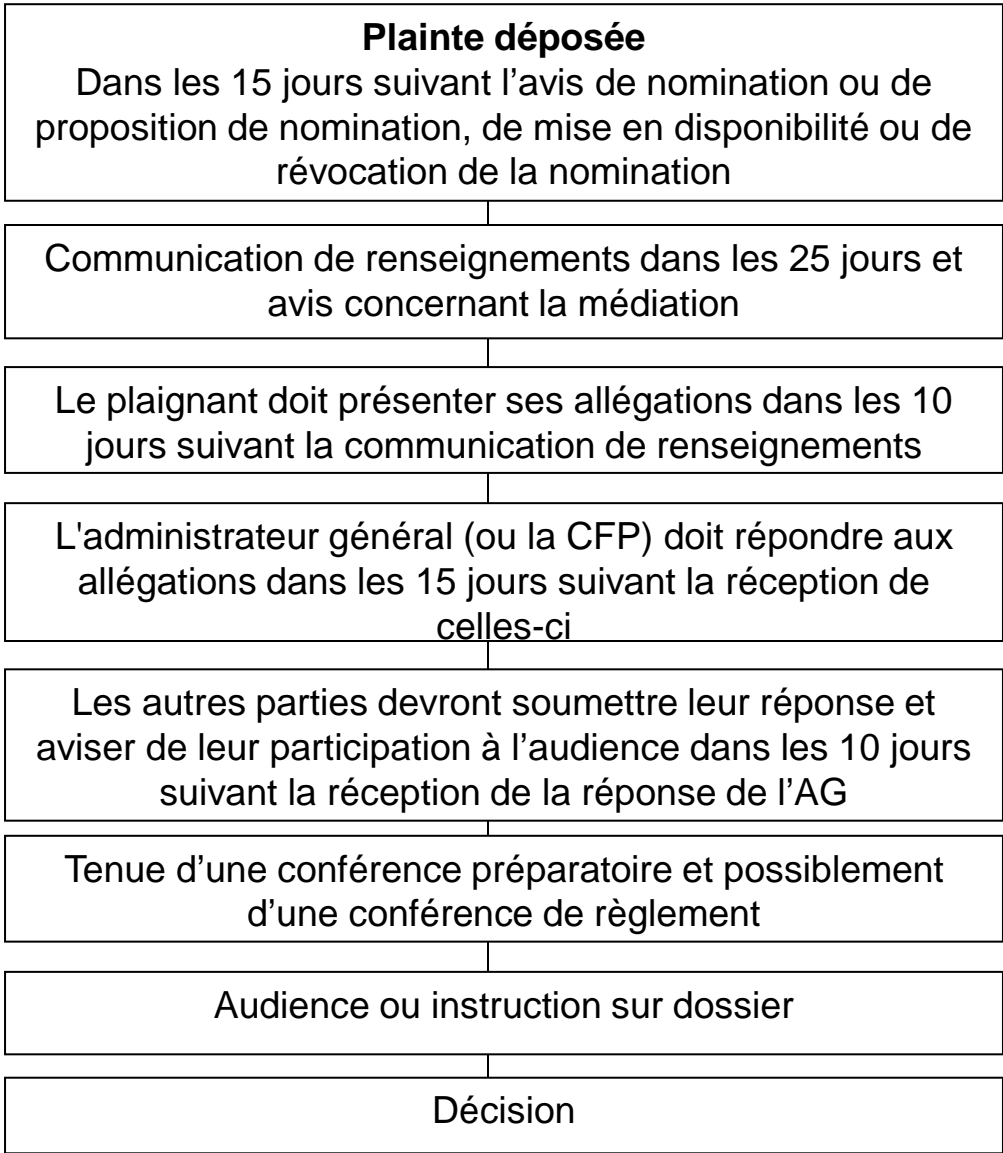 Plainte déposée
Dans les 15 jours suivant l’avis de nomination ou de
proposition de nomination, de mise en disponibilité ou de
révocation de la nomination
Communication de renseignements dans les 25 jours et
avis concernant la médiation
Le plaignant doit présenter ses allégations dans les 10
jours suivant la communication de renseignements
L'administrateur général (ou la CFP) doit répondre aux
allégations dans les 15 jours suivant la réception de
celles-ci
Les autres parties devront soumettre leur réponse et
aviser de leur participation à l’audience dans les 10 jours
suivant la réception de la réponse de l’AG
Tenue d’une conférence préparatoire et possiblement
d’une conférence de règlement
Audience ou instruction sur dossier
Décision